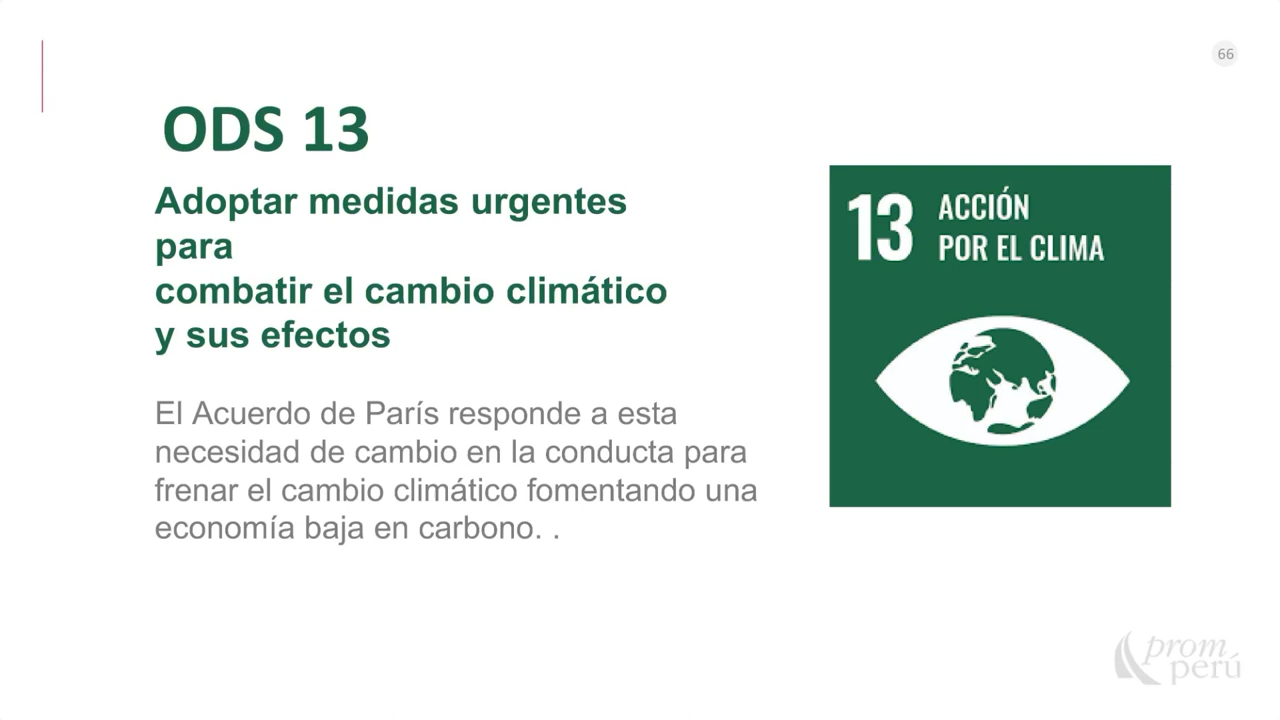 66
ODS 13
Adoptar medidas urgentes
para
combatir el cambio climático
y sus efectos
El Acuerdo de París responde a esta
necesidad de cambio en la conducta para
frenar el cambio climático fomentando una
economía baja en carbono. .
13 ACCIÓN
POR EL CLIMA
prom
perú